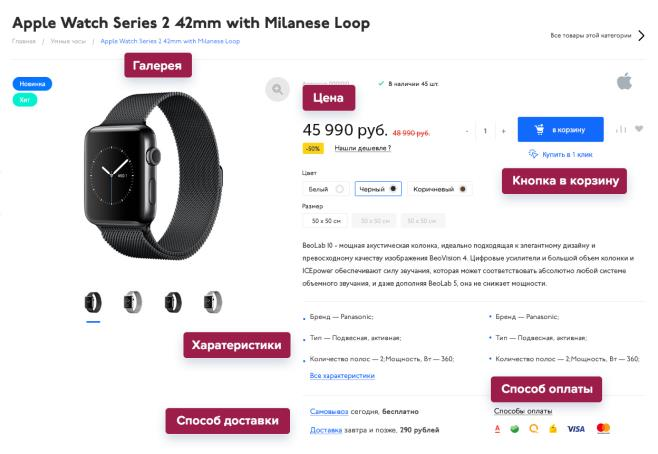 Apple Watch Series 2 42mm with Milanese Loop
Главная / Умные часы / Apple Watch Series 2 42mm with Milanese Loop
Все товары этой категории
Галерея
Новинка
Хит
В наличии 45 шт.
Цена
45 990 руб. 48 990 руб.
- 1 +
в корзину
-50% Нашли дешевле ?
Купить в 1 клик
Кнопка в корзину
Цвет
Белый Черный Коричневый
Размер
50 x 50 см 50 x 50 см 50 x 50 см
BeoLab 10 - мощная акустическая колонка, идеально подходящая к элегантному дизайну и
превосходному качеству изображения BeoVision 4. Цифровые усилители и большой объем колонки и
ICEpower обеспечивают силу звучания, которая может соответствовать абсолютно любой системе
объемного звучания, и даже дополняя BeoLab 5, она не снижает мощности.
• Бренд — Panasonic; • Бренд — Panasonic;
Харатеристики
• Тип — Подвесная, активная; • Тип — Подвесная, активная;
• Количество полос — 2;Мощность, Вт — 360; • Количество полос — 2;Мощность, Вт — 360;
Все характеристики
Способ оплаты
Способ доставки
Самовывоз сегодня, бесплатно
Способы оплаты
Доставка завтра и позже, 290 рублей
VISA